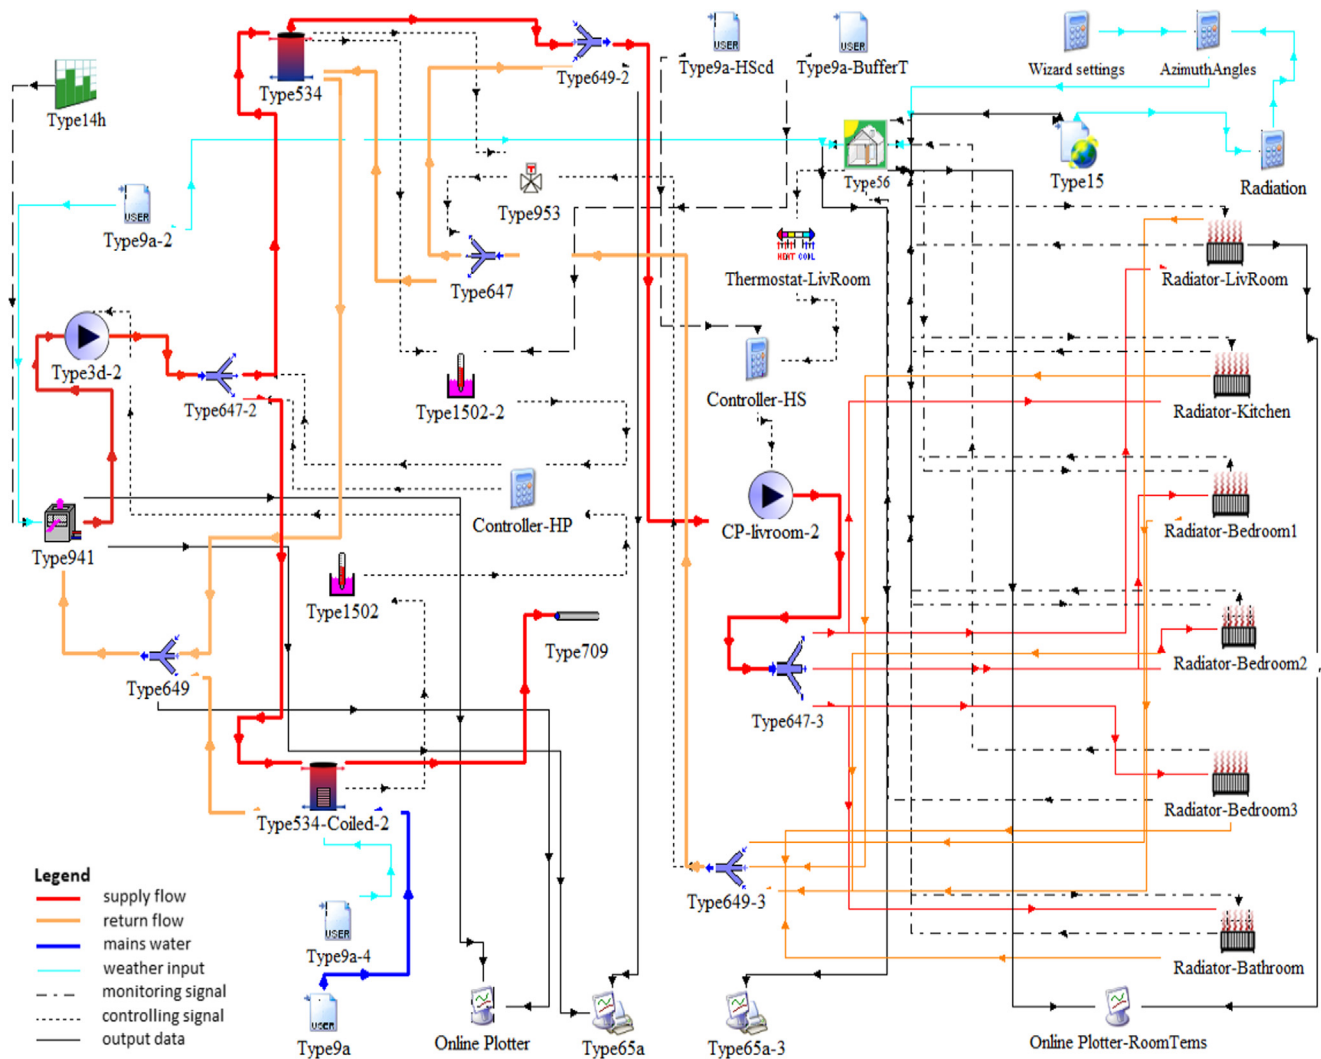 USER
USER
Type649-2
Type9a-HScd
Type9a-BufferT
Wizard settings
AzimuthAngles
Type534
Type14h
Type56
Type15
Radiation
USER
Type953
Type9a-2
HEAT COOL
Type647
Thermostat-LivRoom
Radiator-LivRoom
Type3d-2
Type647-2
Type1502-2
Controller-HS
Radiator-Kitchen
Controller-HP
CP-livroom-2
Radiator-Bedroom1
Type941
Type1502
Type709
Type649
Radiator-Bedroom2
Type647-3
Type534-Coiled-2
Radiator-Bedroom3
Legend
supply flow
return flow
mains water
weather input
monitoring signal
controlling signal
output data
USER
Type9a-4
Type649-3
Radiator-Bathroom
USER
Type9a
Online Plotter
Type65a
Type65a-3
Online Plotter-RoomTems